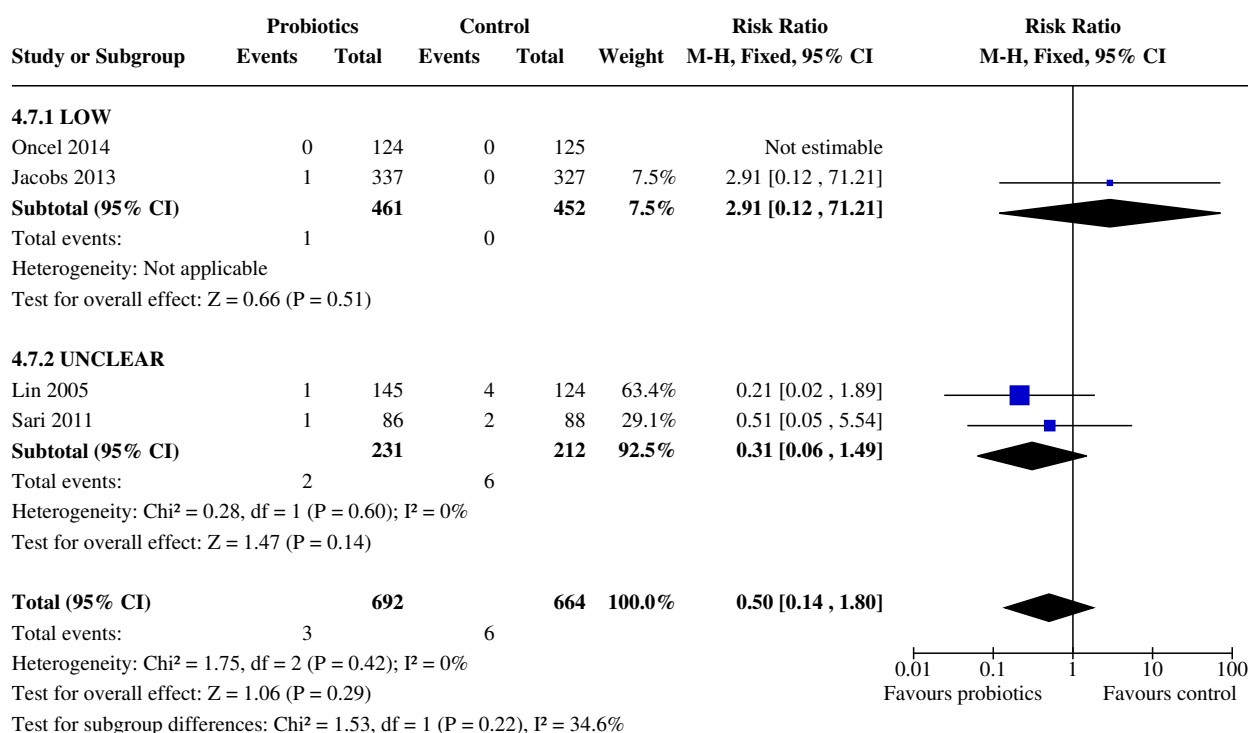 Probiotics Control Risk Ratio Risk Ratio
Study or Subgroup Events Total Events Total Weight M-H, Fixed, 95% CI M-H, Fixed, 95% CI
4.7.1 LOW
Oncel 2014 0 124 0 125 Not estimable
Jacobs 2013 1 337 0 327 7.5% 2.91 [0.12 , 71.21]
Subtotal (95% CI) 461 452 7.5% 2.91 [0.12 , 71.21]
Total events: 1 0
Heterogeneity: Not applicable
Test for overall effect: Z = 0.66 (P = 0.51)
4.7.2 UNCLEAR
Lin 2005 1 145 4 124 63.4% 0.21 [0.02 , 1.89]
Sari 2011 1 86 2 88 29.1% 0.51 [0.05 , 5.54]
Subtotal (95% CI) 231 212 92.5% 0.31 [0.06 , 1.49]
Total events: 2 6
Heterogeneity: Chi² = 0.28, df = 1 (P = 0.60); I² = 0%
Test for overall effect: Z = 1.47 (P = 0.14)
Total (95% CI) 692 664 100.0% 0.50 [0.14 , 1.80]
Total events: 3 6
Heterogeneity: Chi² = 1.75, df = 2 (P = 0.42); I² = 0%
0.01 0.1 1 10 100
Test for overall effect: Z = 1.06 (P = 0.29) Favours probiotics Favours control
Test for subgroup differences: Chi² = 1.53, df = 1 (P = 0.22), I² = 34.6%